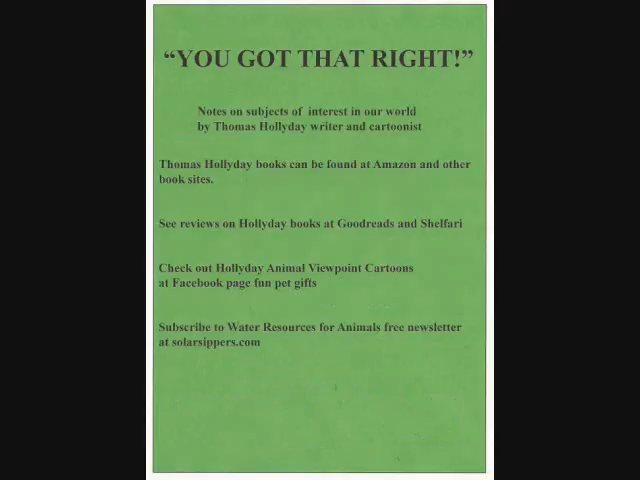 “YOU GOT THAT RIGHT!”
Notes on subjects of interest in our world
by Thomas Hollyday writer and cartoonist
Thomas Hollyday books can be found at Amazon and other
book sites.
See reviews on Hollyday books at Goodreads and Shelfari
Check out Hollyday Animal Viewpoint Cartoons
at Facebook page fun pet gifts
Subscribe to Water Resources for Animals free newsletter
at solarsippers.com